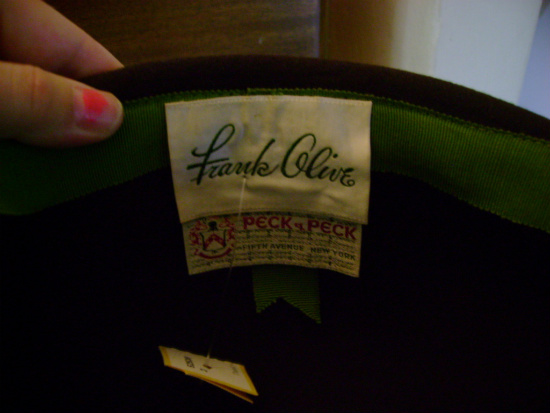 Frank Olive
PECK & PECK
FIFTH AVENUE NEW YORK